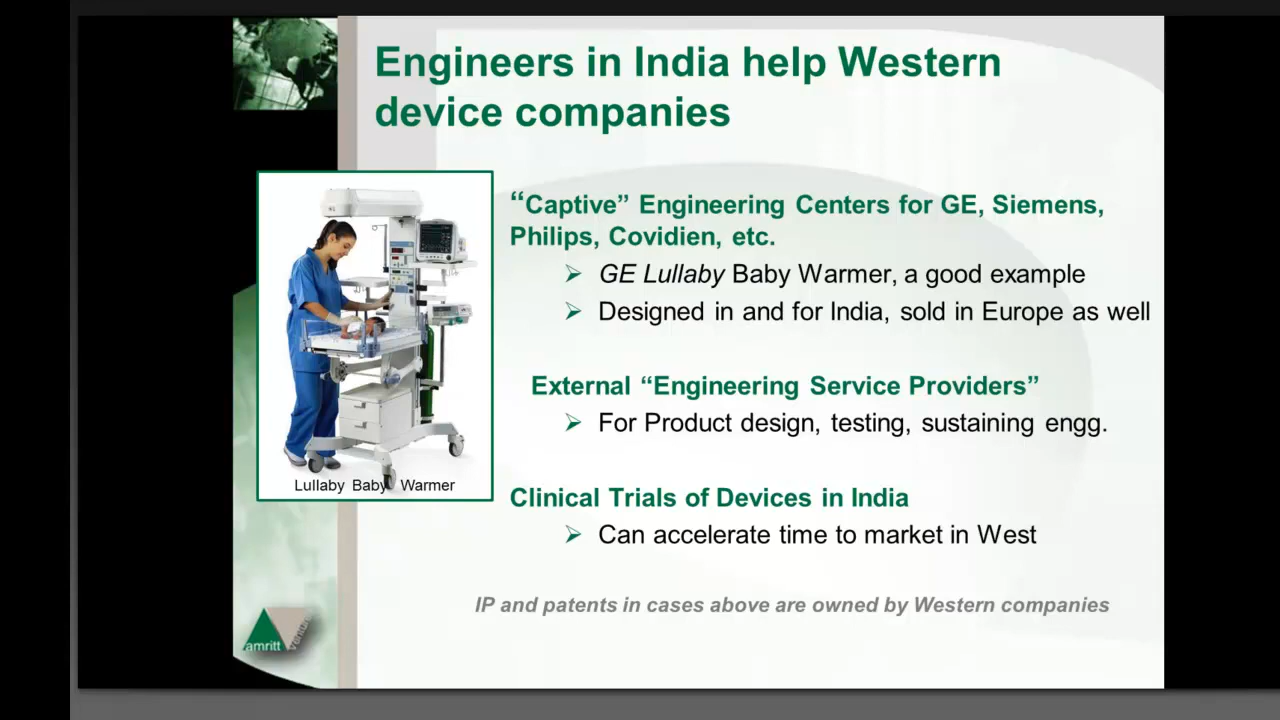 Engineers in India help Western
device companies
“Captive” Engineering Centers for GE, Siemens,
Philips, Covidien, etc.
GE Lullaby Baby Warmer, a good example
Designed in and for India, sold in Europe as well
External “Engineering Service Providers”
For Product design, testing, sustaining engg.
Clinical Trials of Devices in India
Can accelerate time to market in West
IP and patents in cases above are owned by Western companies
Lullaby Baby Warmer
amritt